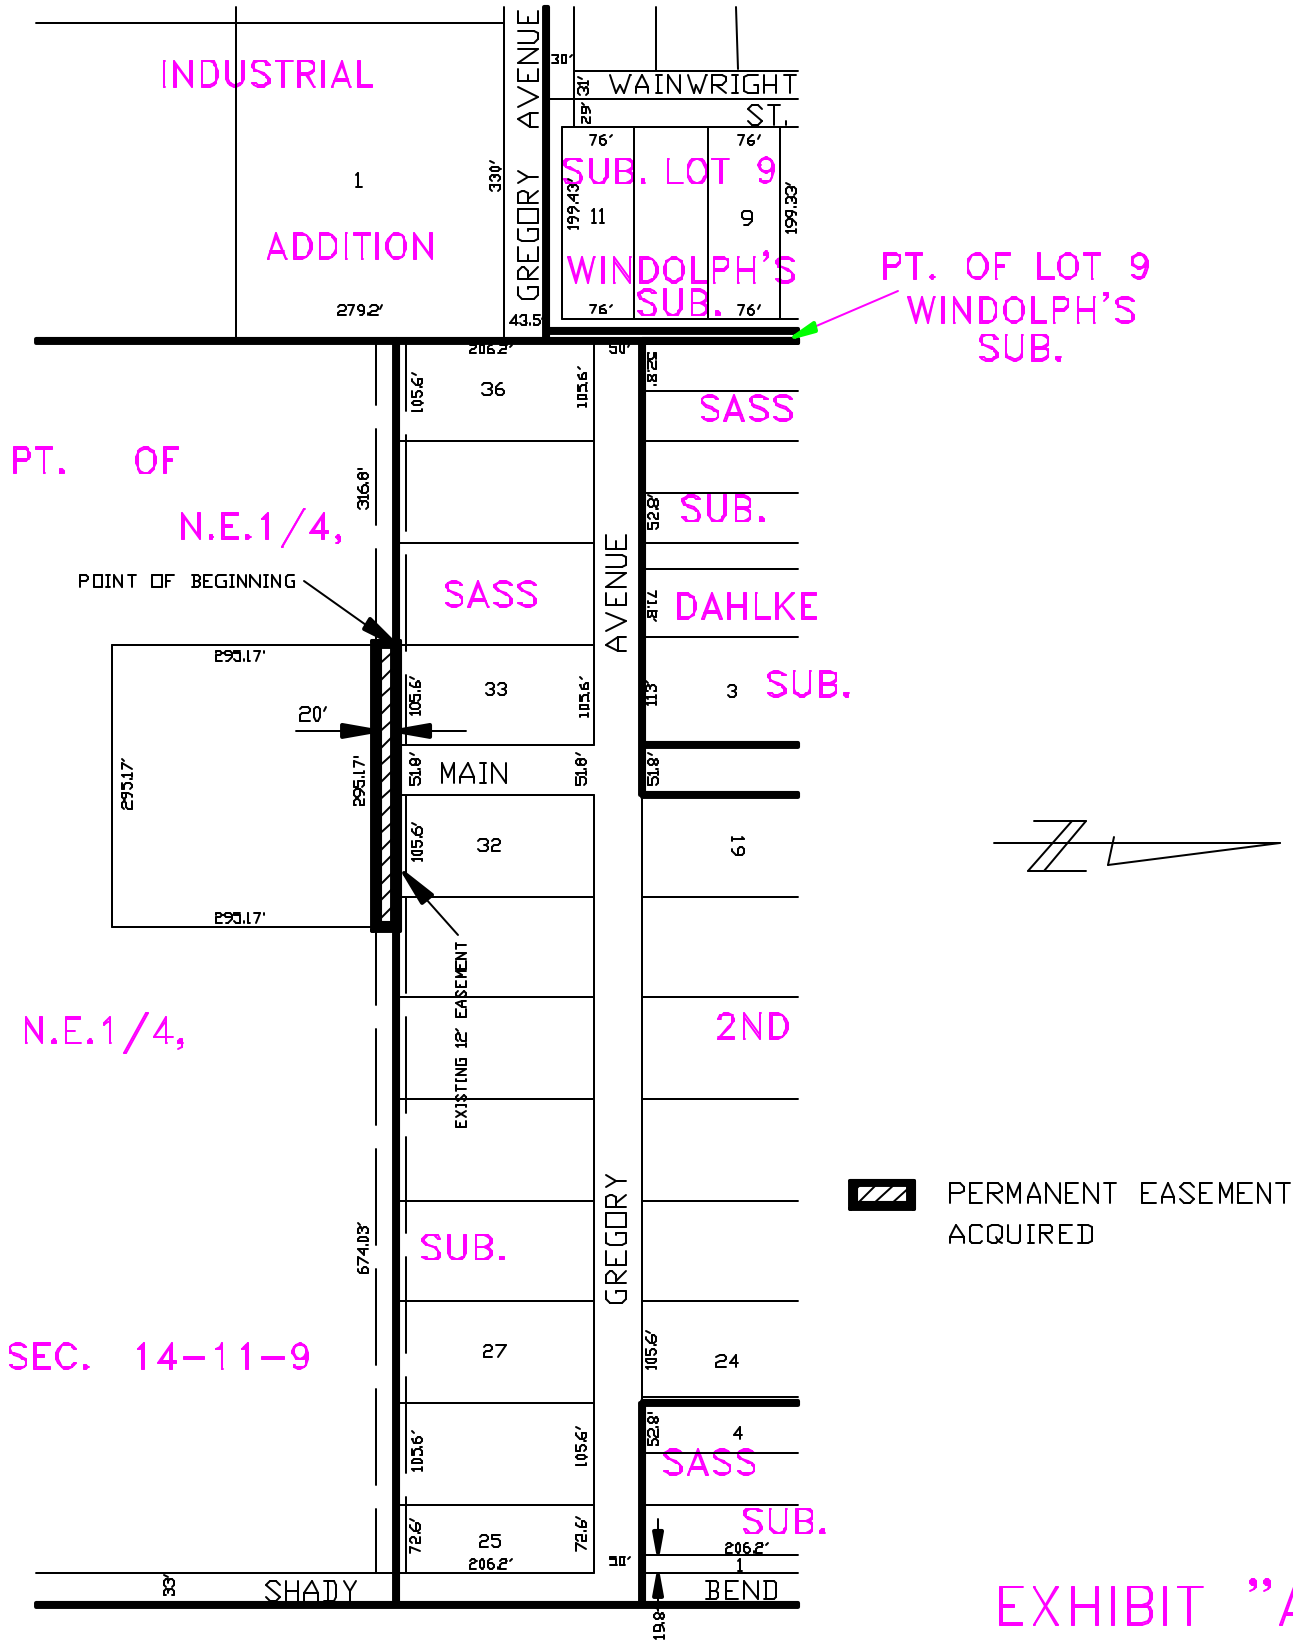 INDUSTRIAL
ADDITION
1
330'
279.2'
GREGORY AVENUE
43.5'
30'
31'
29'
WAINWRIGHT
ST.
76'
76'
SUB. LOT 9
199.43'
11
9
199.33'
WINDOLPH'S
SUB.
76'
76'
PT. OF LOT 9
WINDOLPH'S
SUB.
206.2'
50'
52.8'
105.6'
36
105.6'
SASS
PT. OF
316.8'
N.E.1/4,
52.8'
SUB.
POINT OF BEGINNING
SASS
AVENUE
71.8'
DAHLKE
295.17'
105.6'
33
105.6'
113'
3
SUB.
20'
295.17'
295.17'
51.8'
MAIN
51.8'
51.8'
105.6'
32
19
295.17'
EXISTING 12' EASEMENT
N.E.1/4,
2ND
Z
PERMANENT EASEMENT
ACQUIRED
674.03'
SUB.
GREGORY
SEC. 14-11-9
27
105.6'
24
105.6'
105.6'
52.8'
4
SASS
SUB.
72.6'
25
72.6'
206.2'
50'
206.2'
1
33'
SHADY
BEND
19.8'
EXHIBIT "A